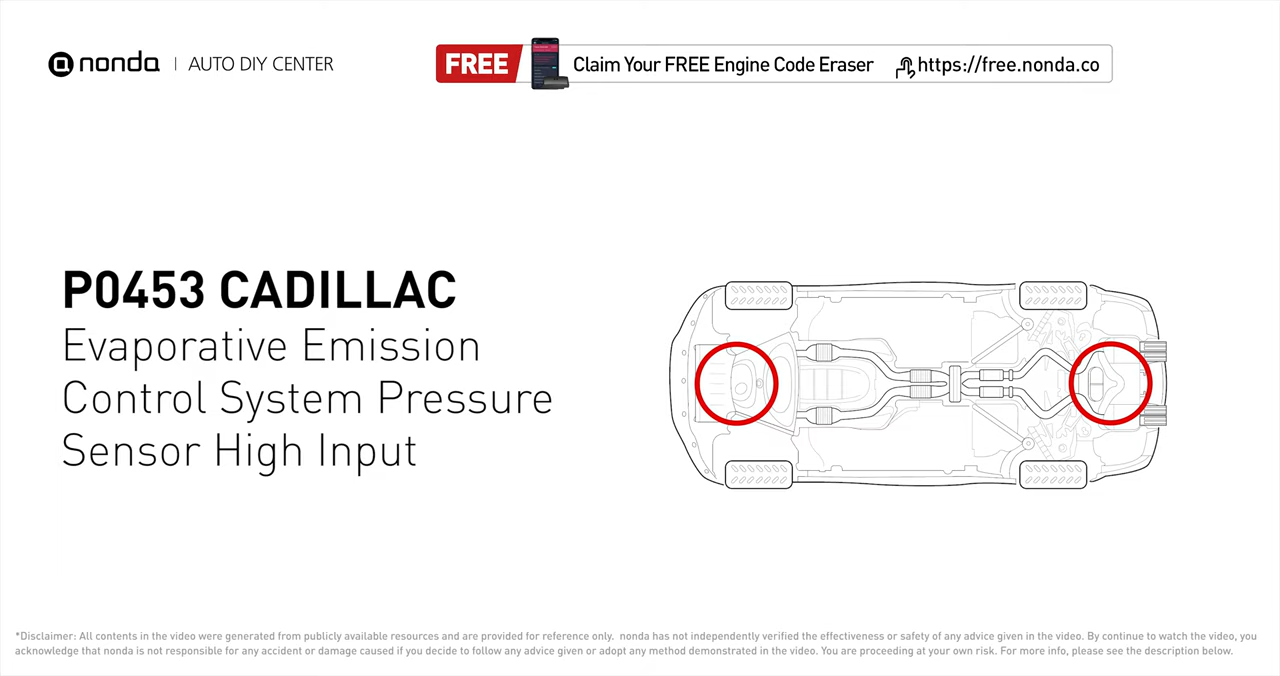 nonda | AUTO DIY CENTER
FREE Claim Your FREE Engine Code Eraser https://free.nonda.co
P0453 CADILLAC
Evaporative Emission
Control System Pressure
Sensor High Input
*Disclaimer: All contents in the video were generated from publicly available resources and are provided for reference only. nonda has not independently verified the effectiveness or safety of any advice given in the video. By continue to watch the video, you
acknowledge that nonda is not responsible for any accident or damage caused if you decide to follow any advice given or adopt any method demonstrated in the video. You are proceeding at your own risk. For more info, please see the description below.